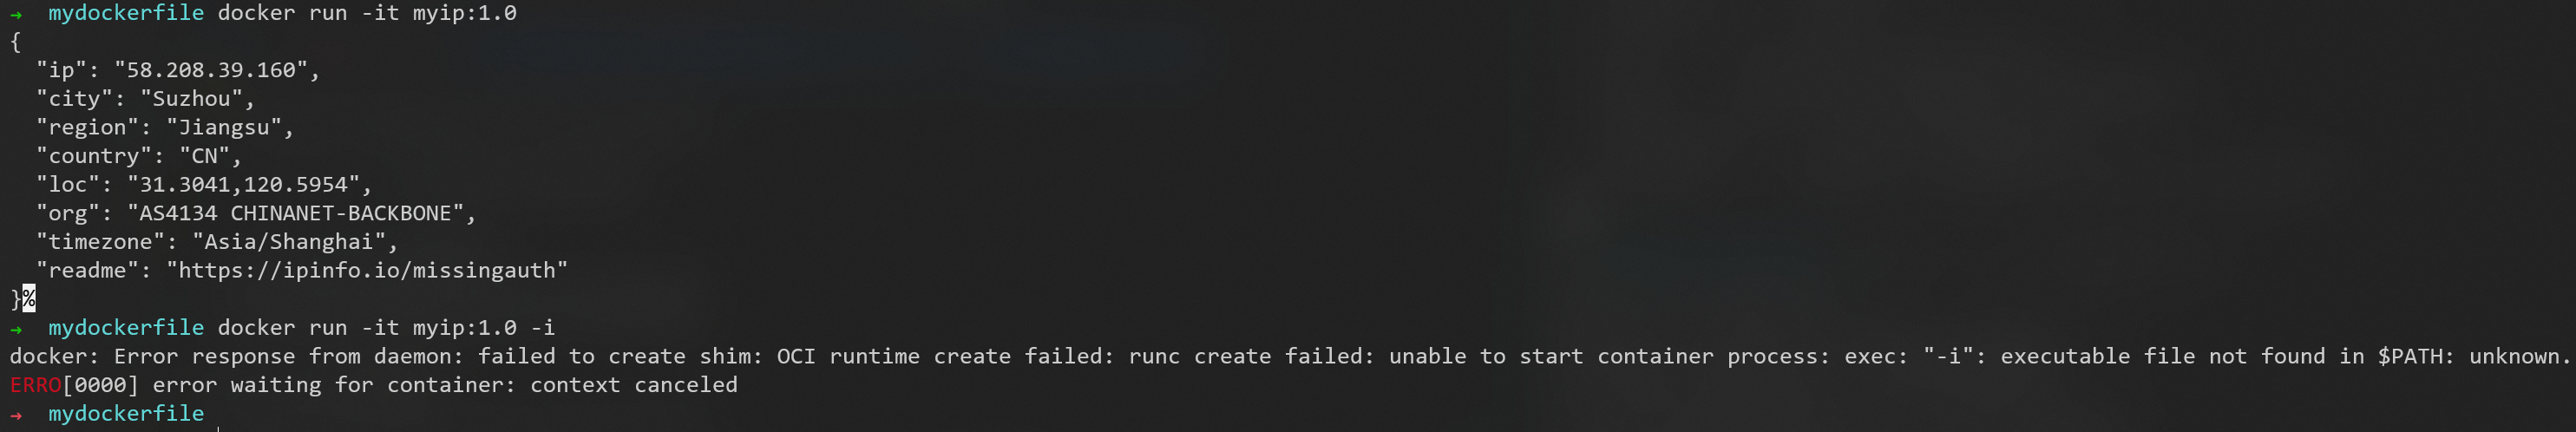 → mydockerfile docker run -it myip:1.0
{
  "ip": "58.208.39.160",
  "city": "Suzhou",
  "region": "Jiangsu",
  "country": "CN",
  "loc": "31.3041,120.5954",
  "org": "AS4134 CHINANET-BACKBONE",
  "timezone": "Asia/Shanghai",
  "readme": "https://ipinfo.io/missingauth"
}%
→ mydockerfile docker run -it myip:1.0 -i
docker: Error response from daemon: failed to create shim: OCI runtime create failed: runc create failed: unable to start container process: exec: "-i": executable file not found in $PATH: unknown.
ERRO[0000] error waiting for container: context canceled
→ mydockerfile